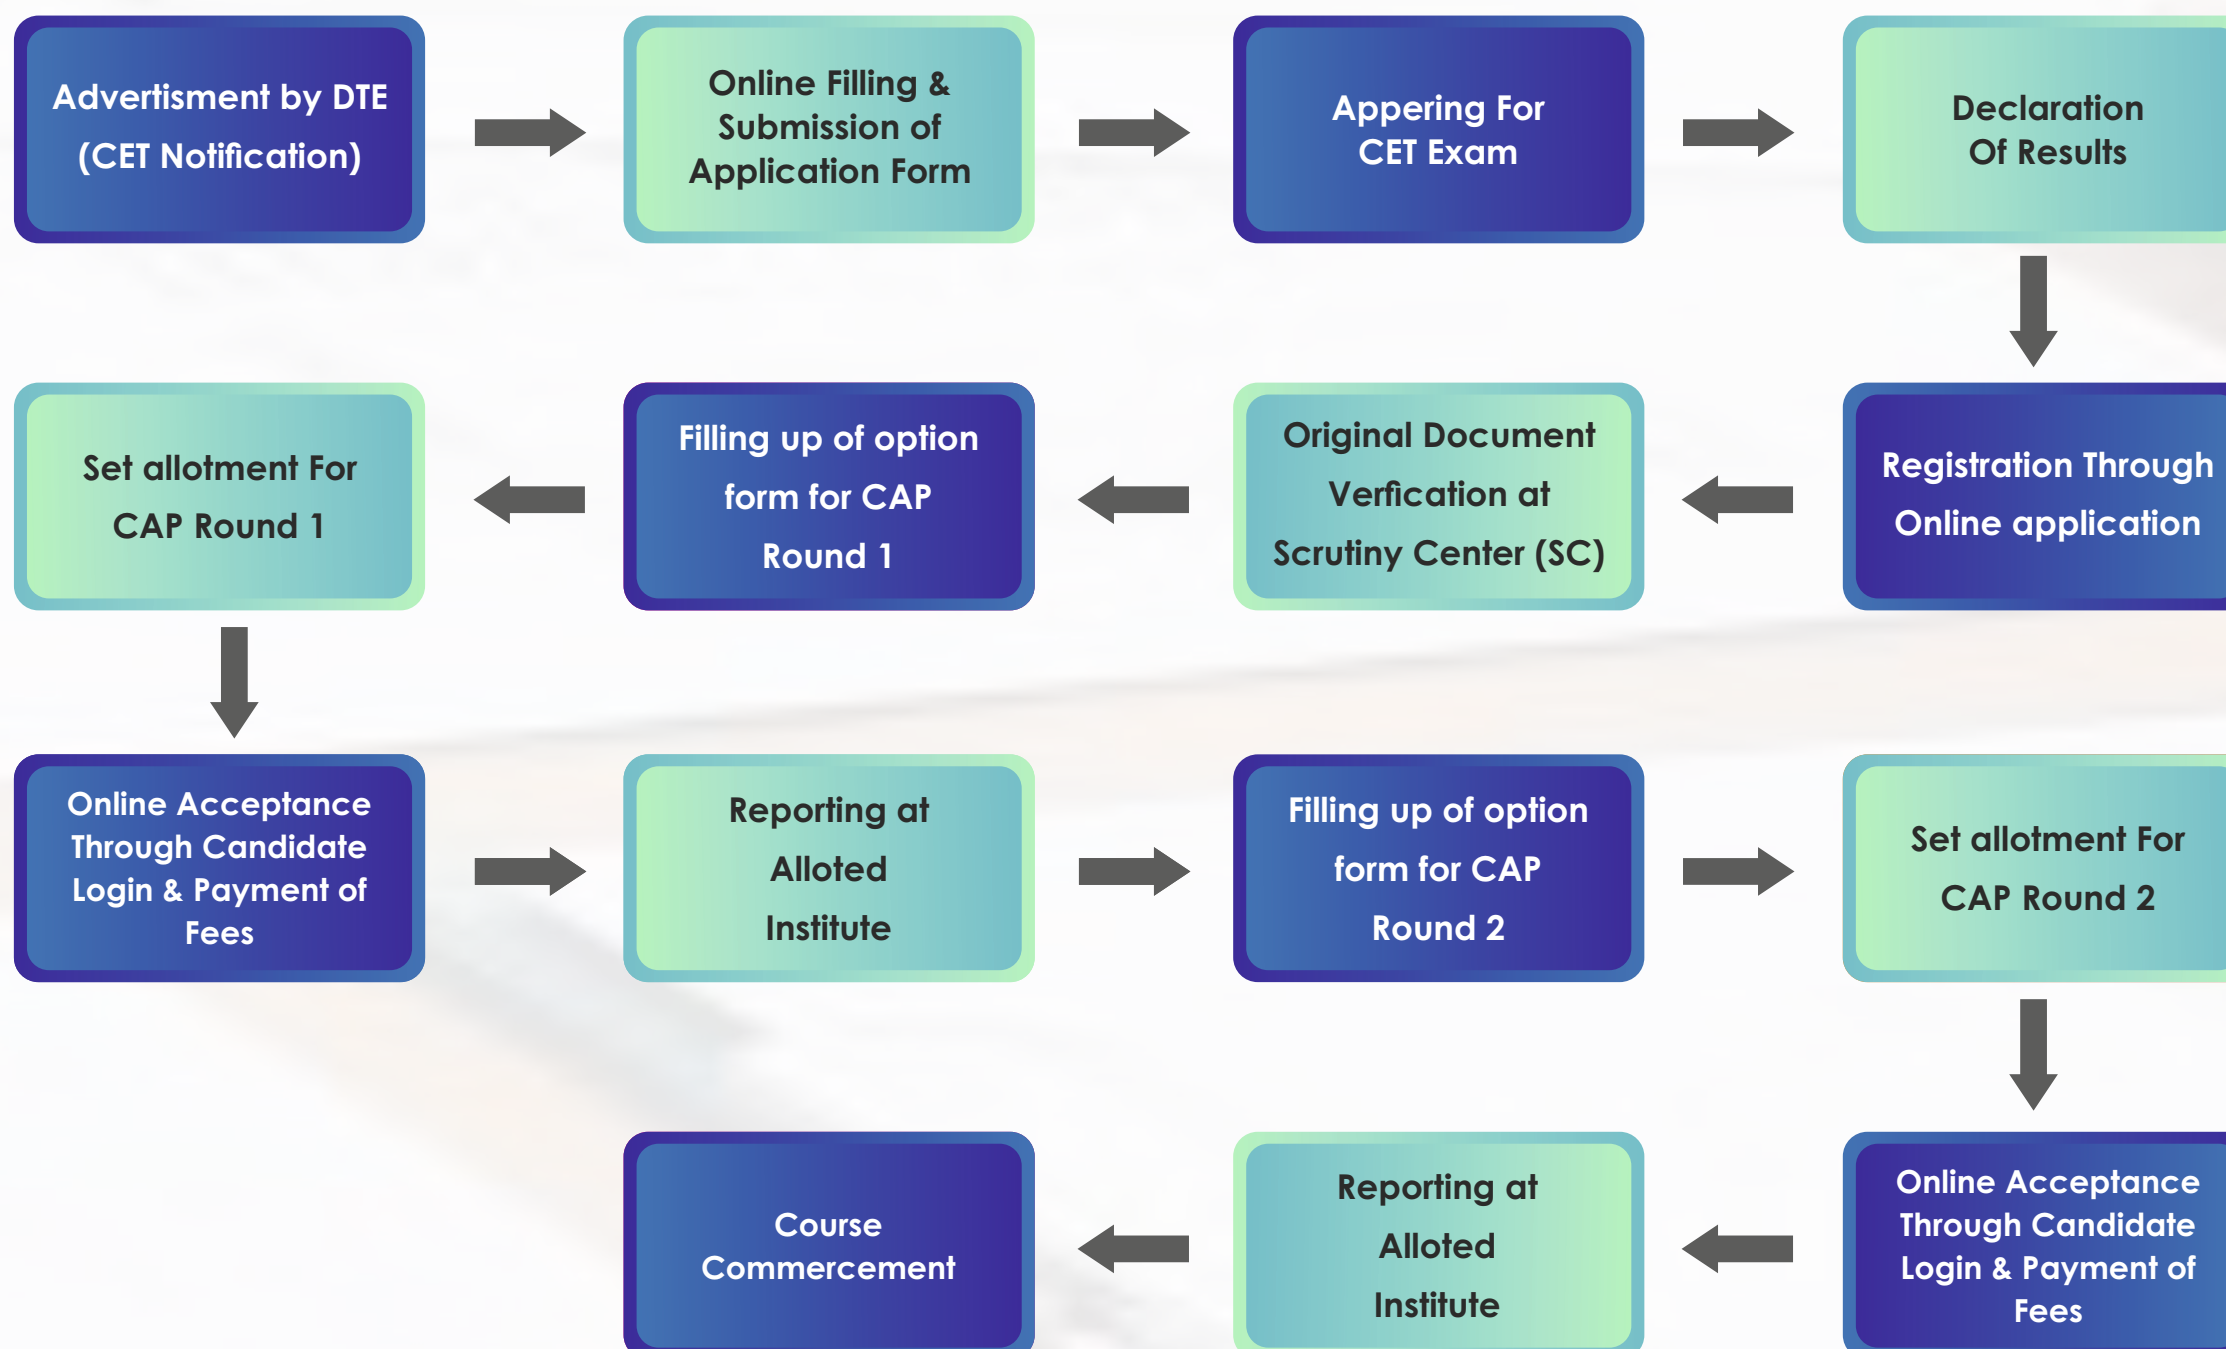 Advertisment by DTE
(CET Notification)
Online Filling &
Submission of
Application Form
Appering For
CET Exam
Declaration
Of Results
Registration Through
Online application
Original Document
Verfication at
Scrutiny Center (SC)
Filling up of option
form for CAP
Round 1
Set allotment For
CAP Round 1
Online Acceptance
Through Candidate
Login & Payment of
Fees
Reporting at
Alloted
Institute
Filling up of option
form for CAP
Round 2
Set allotment For
CAP Round 2
Online Acceptance
Through Candidate
Login & Payment of
Fees
Reporting at
Alloted
Institute
Course
Commercement